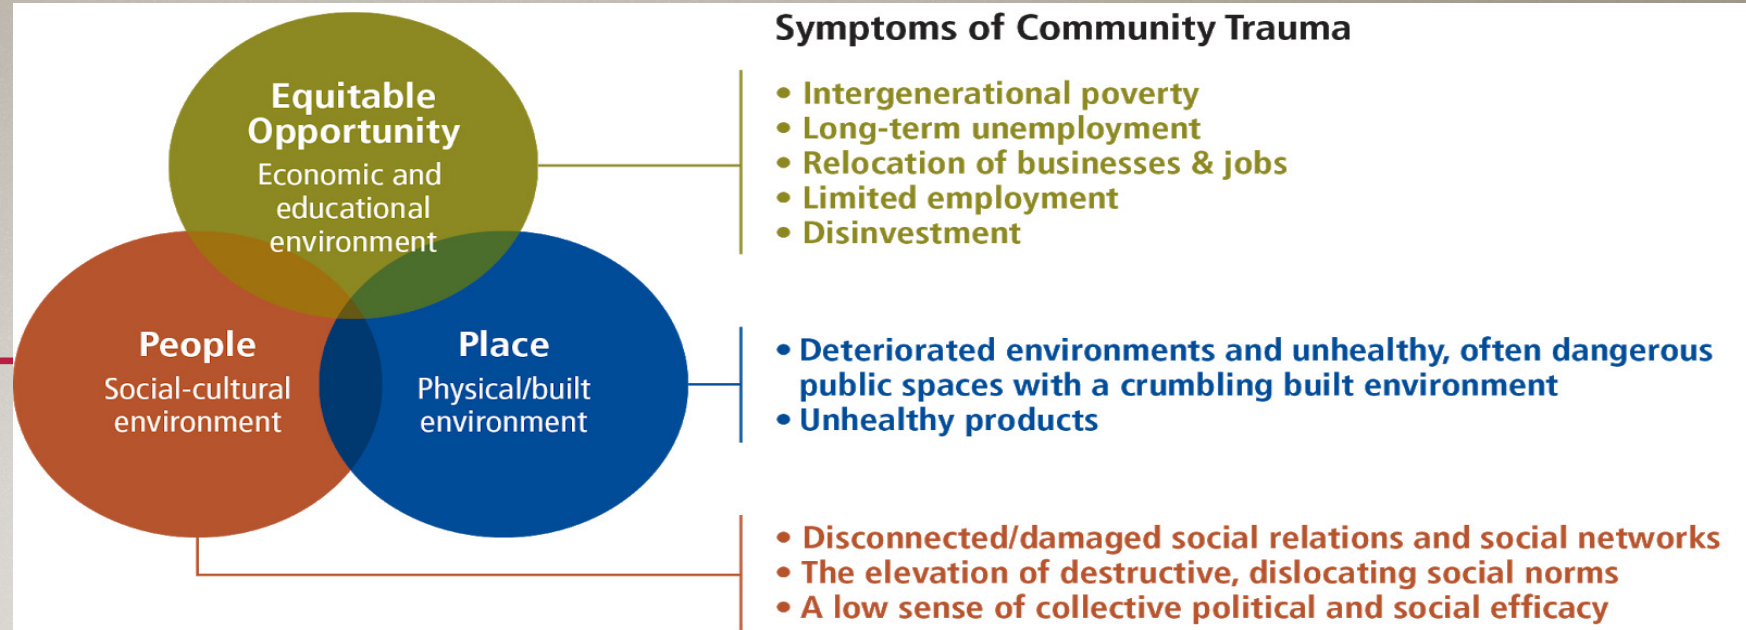 Symptoms of Community Trauma
Equitable
Opportunity
Economic and
educational
environment
• Intergenerational poverty
• Long-term unemployment
• Relocation of businesses & jobs
• Limited employment
• Disinvestment
People
Social-cultural
environment
Place
Physical/built
environment
• Deteriorated environments and unhealthy, often dangerous
public spaces with a crumbling built environment
• Unhealthy products
• Disconnected/damaged social relations and social networks
• The elevation of destructive, dislocating social norms
• A low sense of collective political and social efficacy